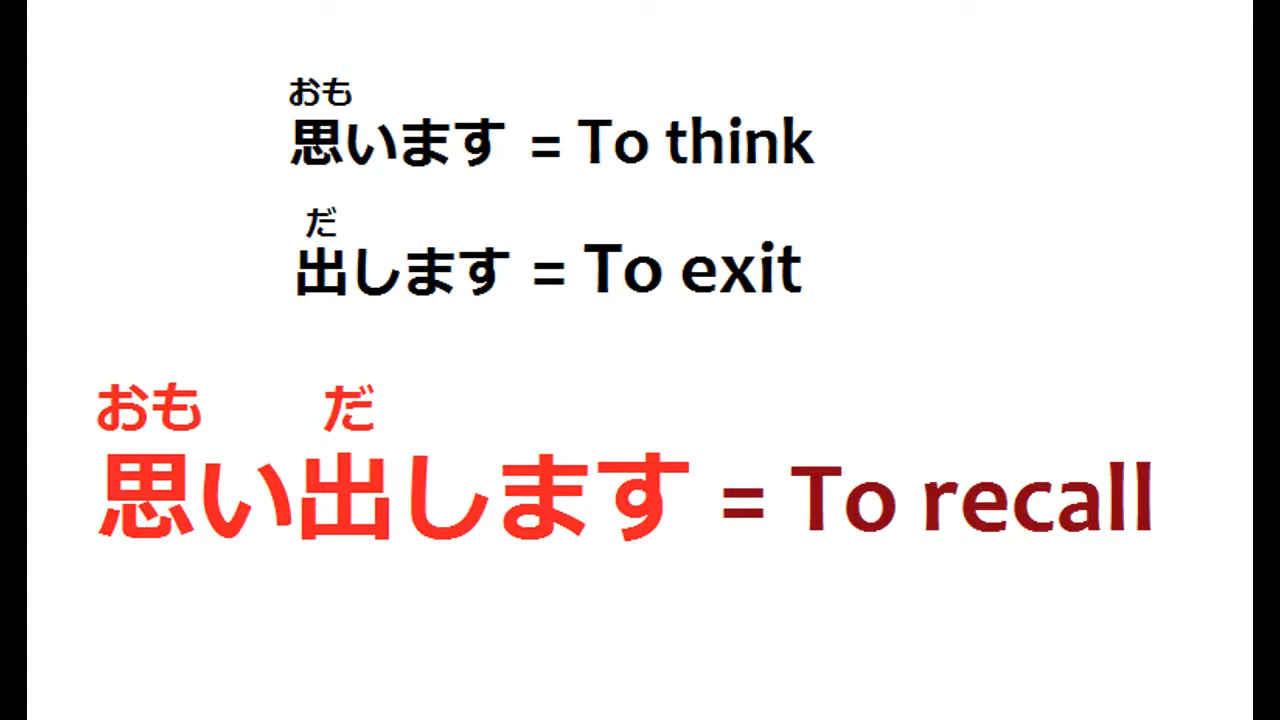 おも
思います = To think
だ
出します = To exit
おも だ
思い出します = To recall